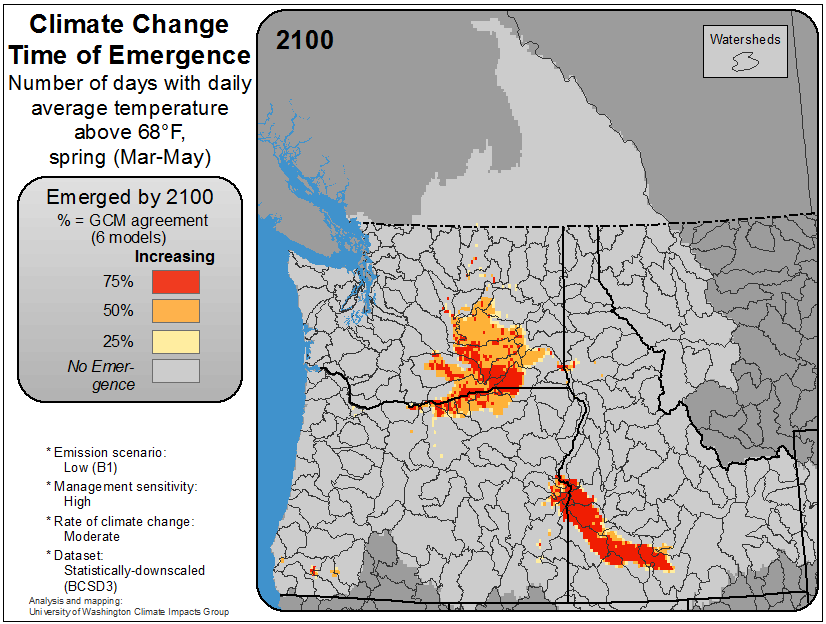 Climate Change
Time of Emergence
Number of days with daily
average temperature
above 68°F,
spring (Mar-May)
Emerged by 2100
% = GCM agreement
(6 models)
Increasing
75%
50%
25%
No Emer-
gence
* Emission scenario:
Low (B1)
* Management sensitivity:
High
* Rate of climate change:
Moderate
* Dataset:
Statistically-downscaled
(BCSD3)
Analysis and mapping:
University of Washington Climate Impacts Group
2100
Watersheds